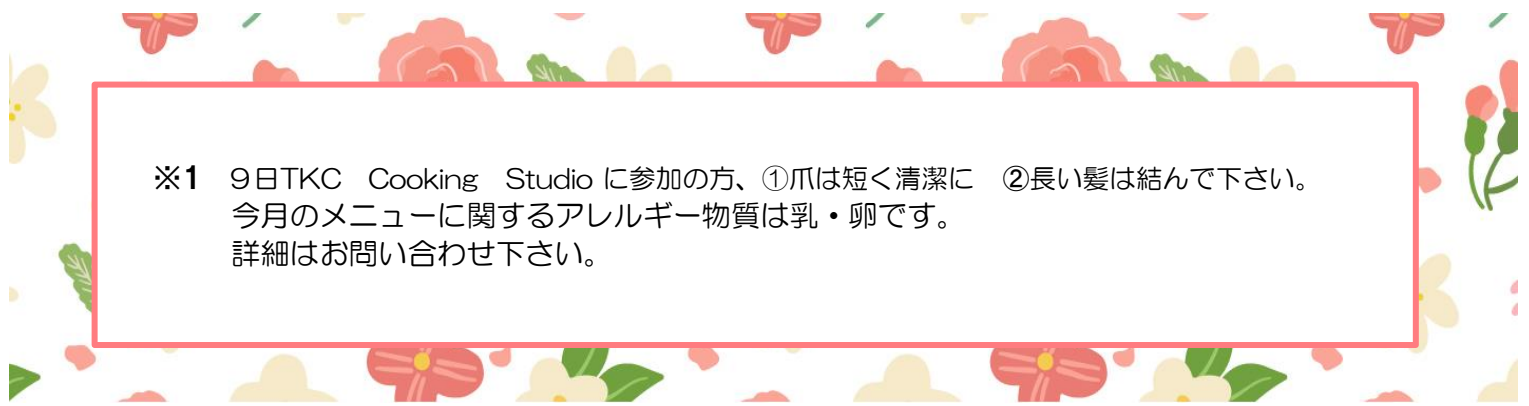 ※1　９日TKC　Cooking　Studio に参加の方、①爪は短く清潔に　②長い髪は結んで下さい。
今月のメニューに関するアレルギー物質は乳・卵です。
詳細はお問い合わせ下さい。